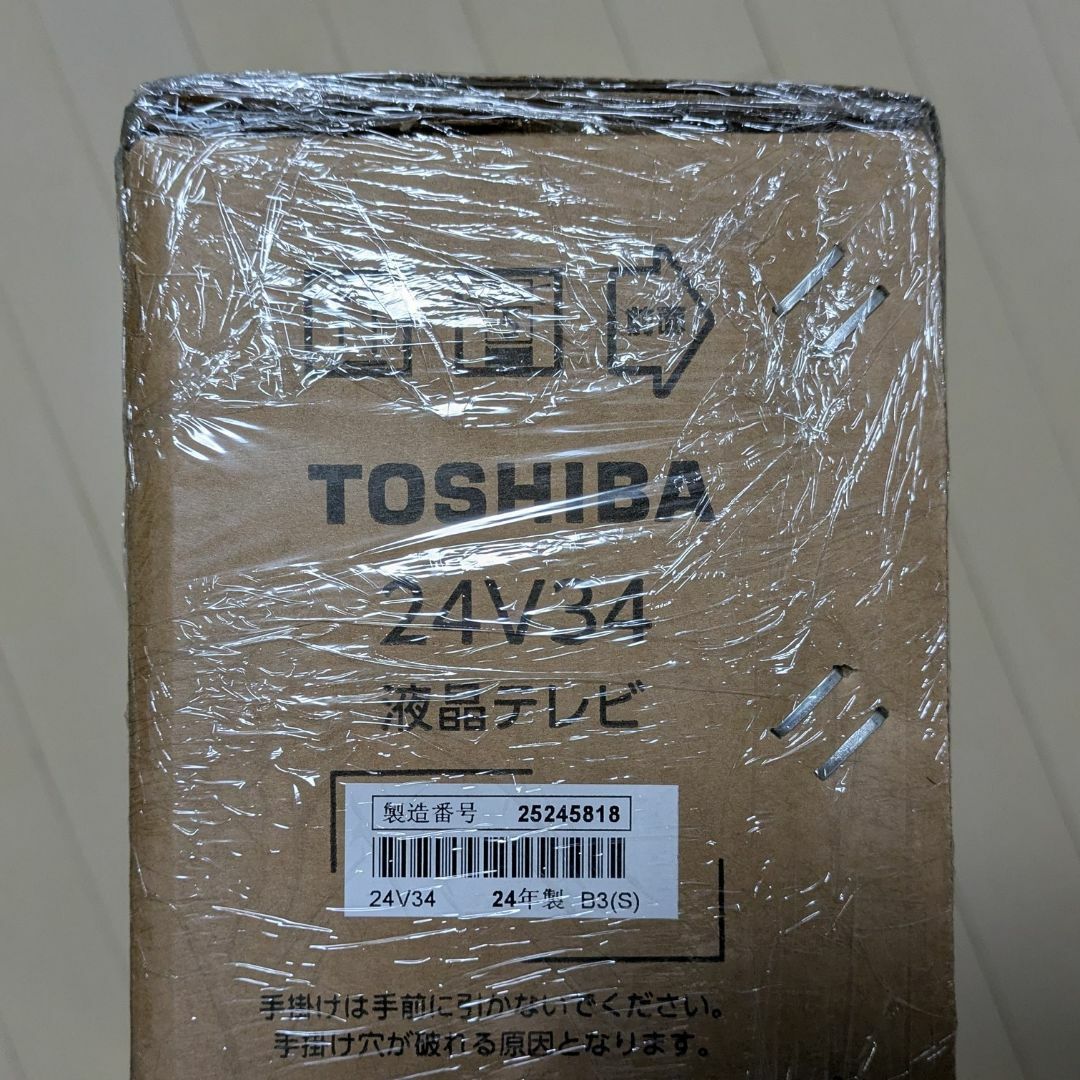 TOSHIBA
24V34
液晶テレビ
製造番号 25245818
24V34 24年製 B3(S)
手掛けは手前に引かないでください。
手掛け穴が破れる原因となります。